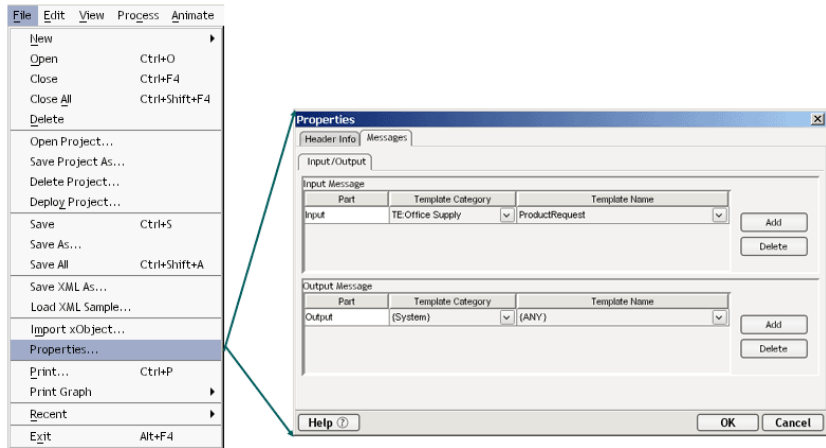 File Edit View Process Animate
New
Open Ctrl+O
Close Ctrl+F4
Close All Ctrl+Shift+F4
Delete
Open Project...
Save Project As...
Delete Project...
Deploy Project...
Save Ctrl+S
Save As...
Save All Ctrl+Shift+A
Save XML As...
Load XML Sample...
Import xObject...
Properties...
Print... Ctrl+P
Print Graph
Recent
Exit Alt+F4
Properties
Header Info Messages
Input/Output
Input Message
Part Template Category Template Name
Input TE:Office Supply ProductRequest
Add
Delete
Output Message
Part Template Category Template Name
Output {System} {ANY}
Add
Delete
Help ?
OK Cancel